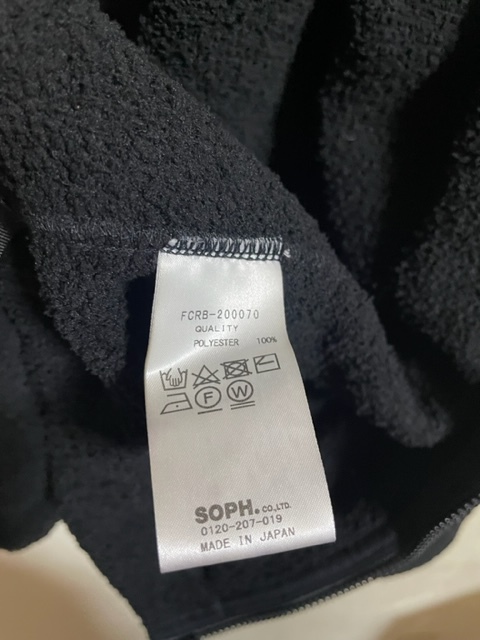 FCRB-200070
QUALITY
POLYESTER 100%
F W
SOPH. CO.,LTD.
0120-207-019
MADE IN JAPAN